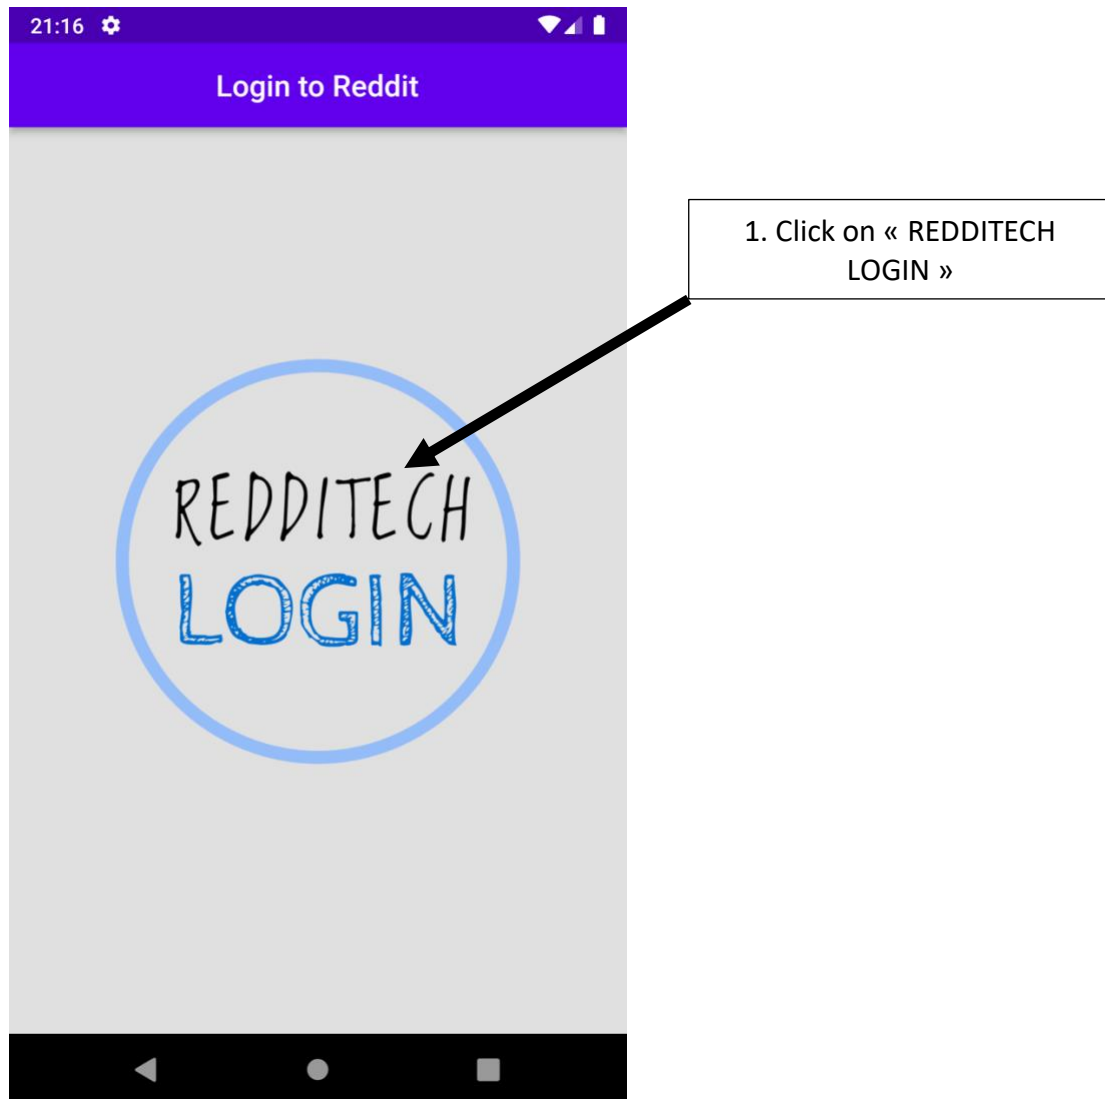 21:16
Login to Reddit
1. Click on « REDDITECH
LOGIN »
REDDITECH
LOGIN